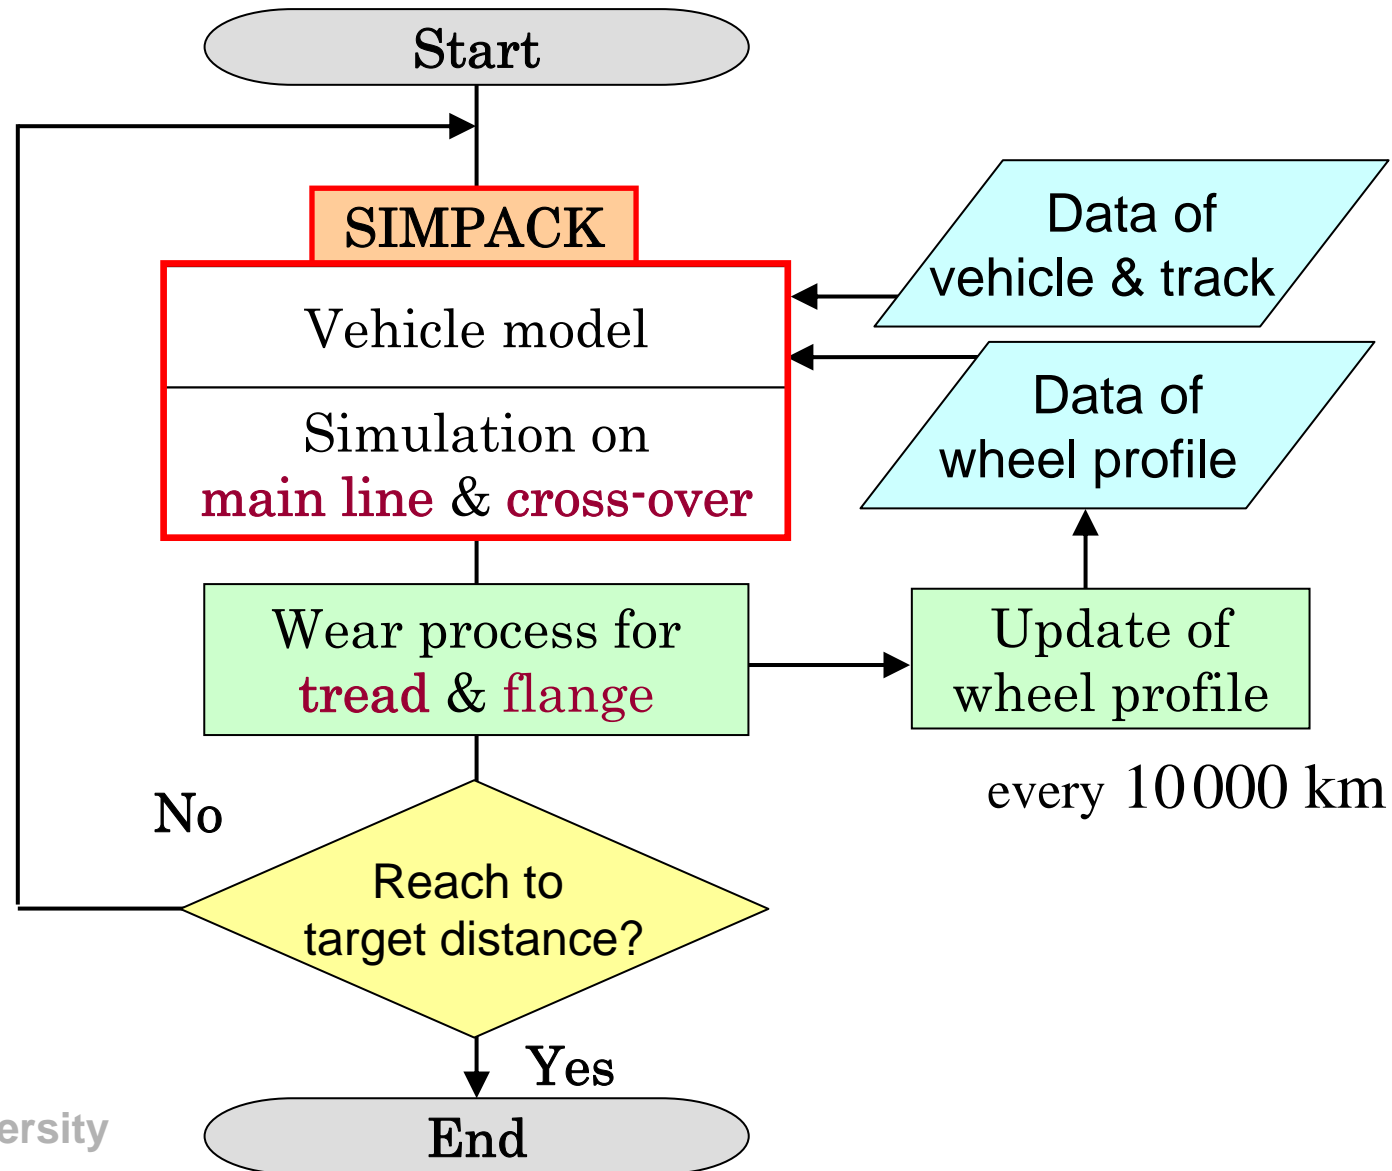 Start
SIMPACK
Data of
vehicle & track
Vehicle model
Data of
wheel profile
Simulation on
main line & cross-over
Wear process for
tread & flange
Update of
wheel profile
every 10000 km
No
Reach to
target distance?
Yes
ersity
End